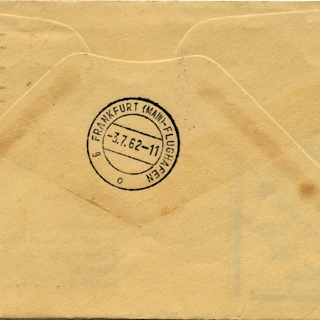 6 FRANKFURT (MAIN)-FLUGHAFEN
-3.7.62-11
o